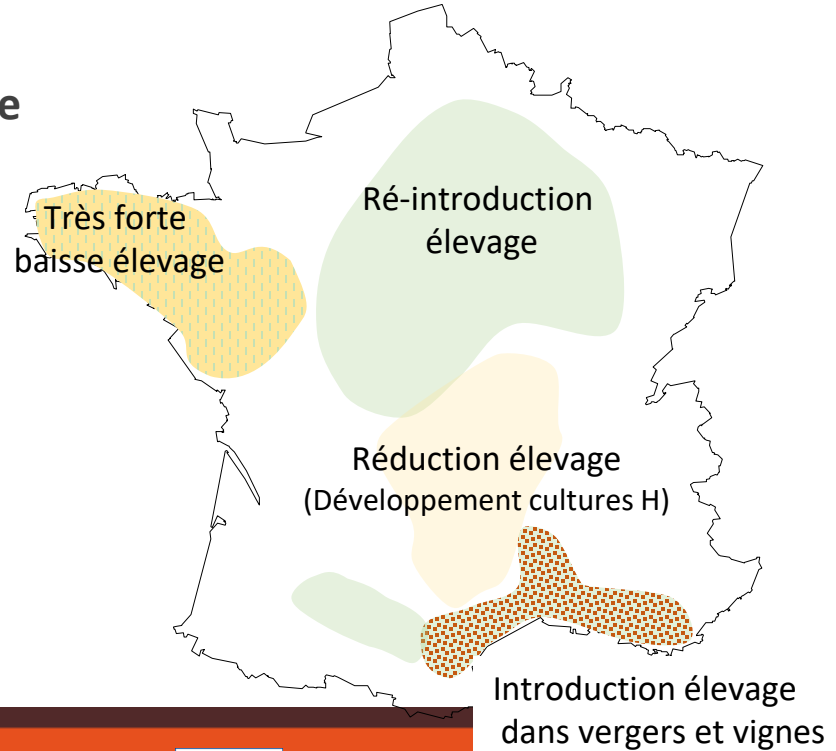 e
Très forte
baisse élevage
Ré-introduction
élevage
Réduction élevage
(Développement cultures H)
Introduction élevage
dans vergers et vignes